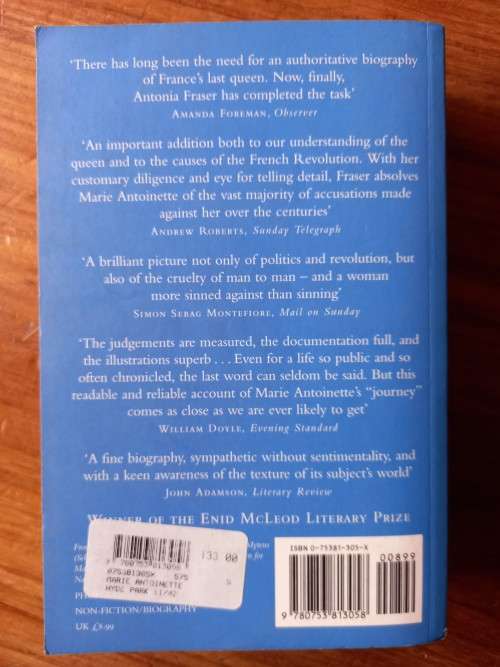 ‘There has long been the need for an authoritative biography
of France’s last queen. Now, finally,
Antonia Fraser has completed the task’
AMANDA FOREMAN, Observer
‘An important addition both to our understanding of the
queen and to the causes of the French Revolution. With her
customary diligence and eye for telling detail, Fraser absolves
Marie Antoinette of the vast majority of accusations made
against her over the centuries’
ANDREW ROBERTS, Sunday Telegraph
‘A brilliant picture not only of politics and revolution, but
also of the cruelty of man to man – and a woman
more sinned against than sinning’
SIMON SEBAG MONTEFIORE, Mail on Sunday
‘The judgements are measured, the documentation full, and
the illustrations superb . . . Even for a life so public and so
often chronicled, the last word can seldom be said. But this
readable and reliable account of Marie Antoinette’s “journey”
comes as close as we are ever likely to get’
WILLIAM DOYLE, Evening Standard
‘A fine biography, sympathetic without sentimentality, and
with a keen awareness of the texture of its subject’s world’
JOHN ADAMSON, Literary Review
WINNER OF THE ENID MCLEOD LITERARY PRIZE
Mytens
for
9 780753 813058
133 00
075381305X 575
S
MARIE ANTOINETTE
HYDE PARK 11/02
NON-FICTION/BIOGRAPHY
UK £8.99
ISBN 0-75381-305-X
00899
9 780753 813058